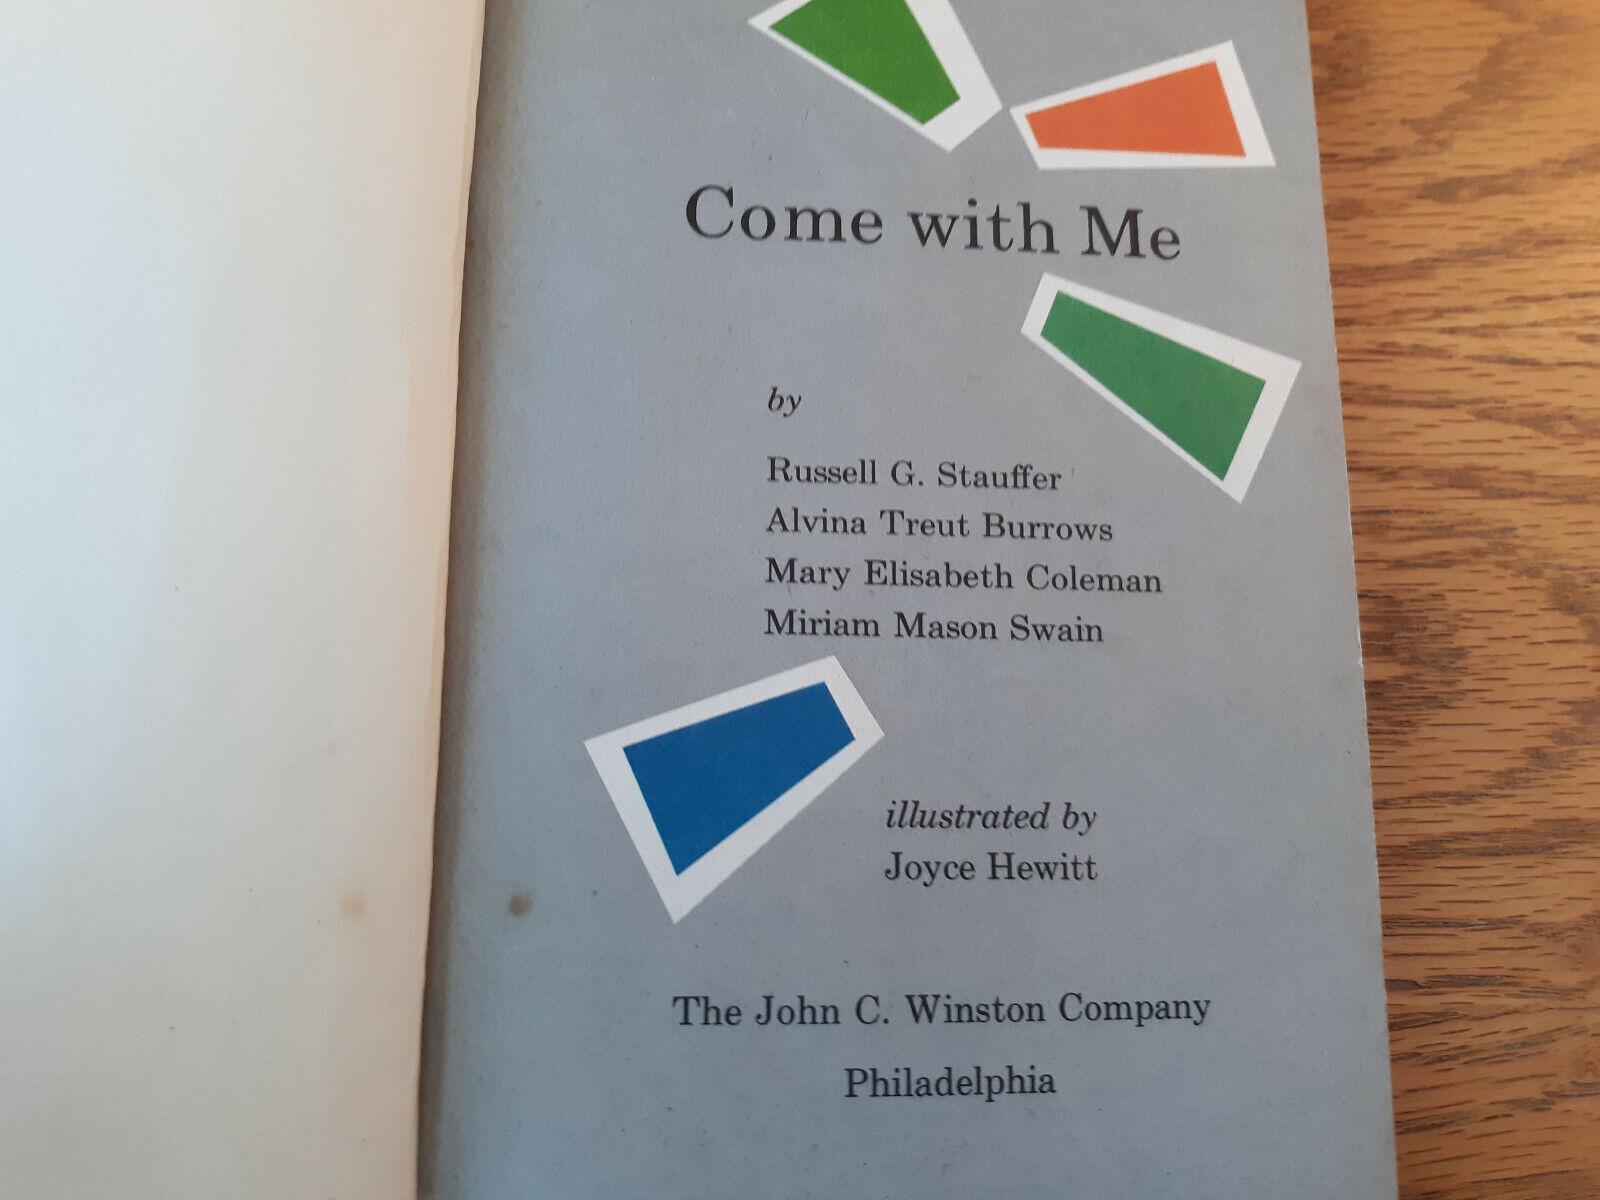 Come with Me
by
Russell G. Stauffer
Alvina Treut Burrows
Mary Elisabeth Coleman
Miriam Mason Swain
illustrated by
Joyce Hewitt
The John C. Winston Company
Philadelphia